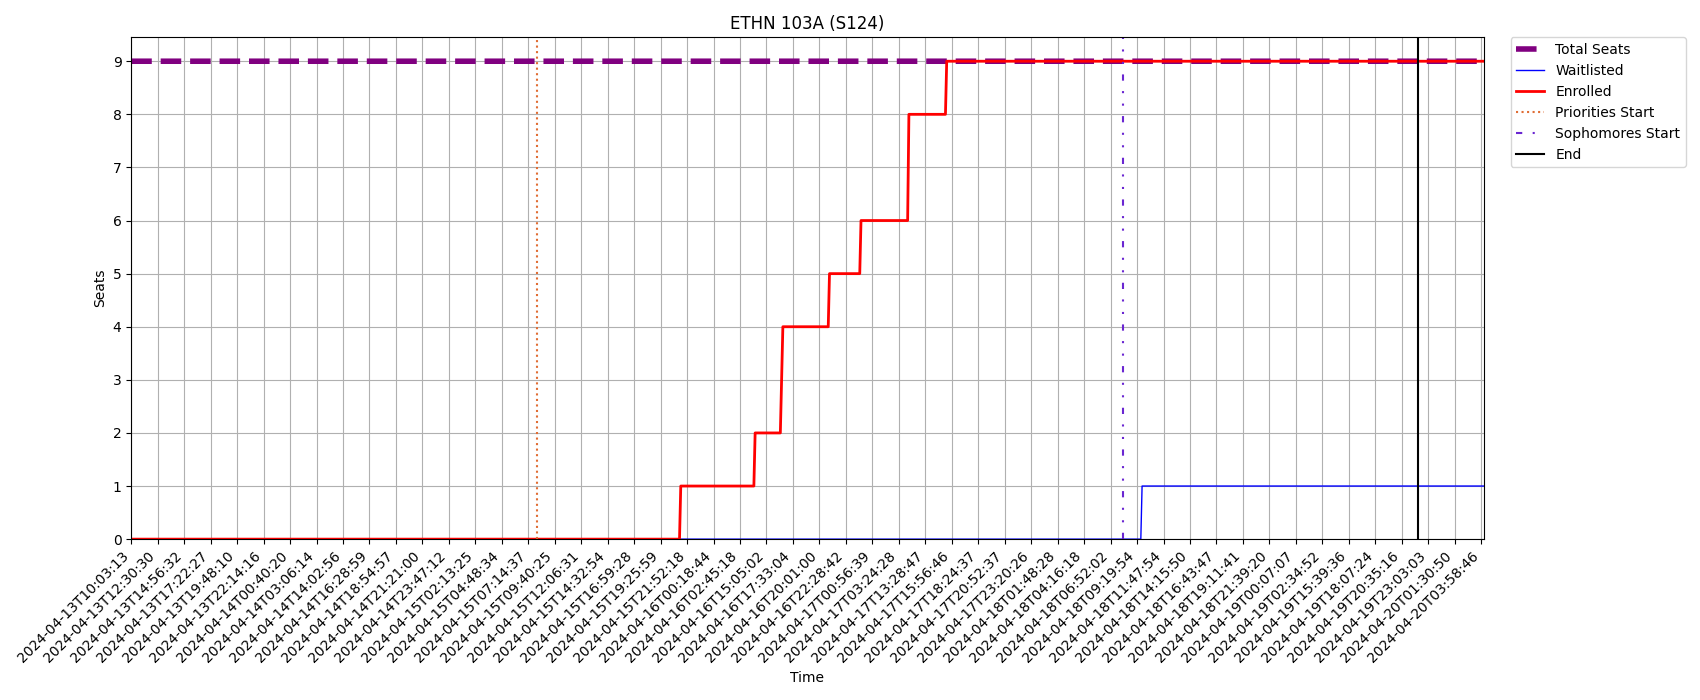 ETHN 103A (S124)
Total Seats
Waitlisted
Enrolled
Priorities Start
Sophomores Start
End
Seats
9
8
7
6
5
4
3
2
1
0
2024-04-13T10:03:13
2024-04-13T12:30:30
2024-04-13T14:56:32
2024-04-13T17:22:27
2024-04-13T19:48:10
2024-04-13T22:14:16
2024-04-14T00:40:20
2024-04-14T03:06:14
2024-04-14T14:02:56
2024-04-14T16:28:59
2024-04-14T18:54:57
2024-04-14T21:21:00
2024-04-14T23:47:12
2024-04-15T02:13:25
2024-04-15T04:48:34
2024-04-15T07:14:37
2024-04-15T09:40:25
2024-04-15T12:06:31
2024-04-15T14:32:54
2024-04-15T16:59:28
2024-04-15T19:25:59
2024-04-15T21:52:18
2024-04-16T00:18:44
2024-04-16T02:45:18
2024-04-16T15:05:02
2024-04-16T17:33:04
2024-04-16T20:01:00
2024-04-16T22:28:42
2024-04-17T00:56:39
2024-04-17T03:24:28
2024-04-17T13:28:47
2024-04-17T15:56:46
2024-04-17T18:24:37
2024-04-17T20:52:37
2024-04-17T23:20:26
2024-04-18T01:48:28
2024-04-18T04:16:18
2024-04-18T06:52:02
2024-04-18T09:19:54
2024-04-18T11:47:54
2024-04-18T14:15:50
2024-04-18T16:43:47
2024-04-18T19:11:41
2024-04-18T21:39:20
2024-04-19T00:07:07
2024-04-19T02:34:52
2024-04-19T15:39:36
2024-04-19T18:07:24
2024-04-19T20:35:16
2024-04-19T23:03:03
2024-04-20T01:30:50
2024-04-20T03:58:46
Time